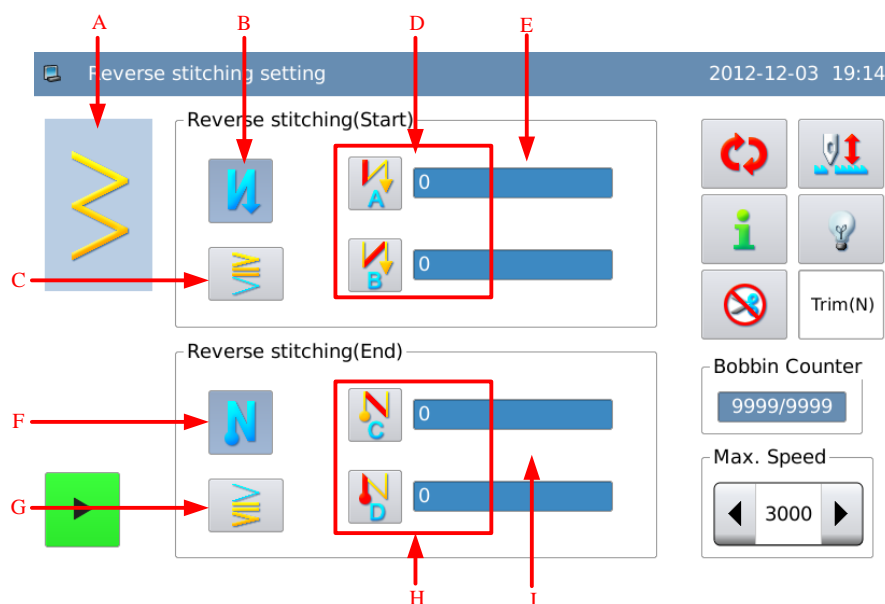 A
B
D
E
Reverse stitching setting
2012-12-03 19:14
Reverse stitching(Start)
A
0
C
B
0
Trim(N)
Reverse stitching(End)
Bobbin Counter
9999/9999
F
C
0
Max. Speed
G
D
0
3000
H
I